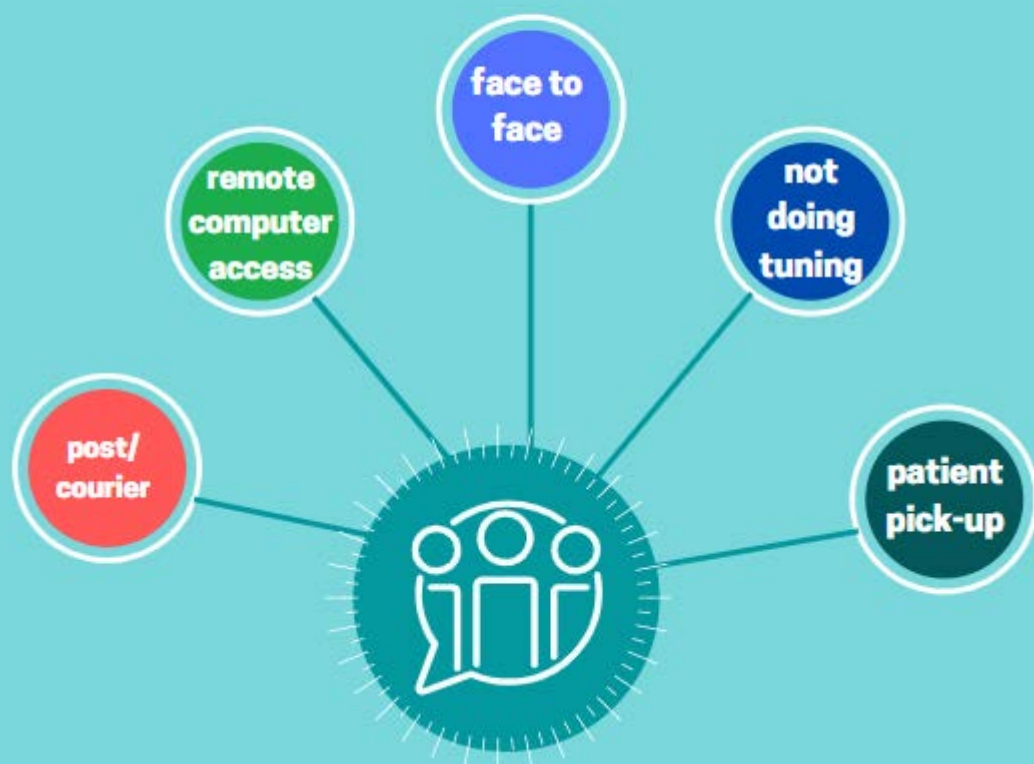 post/
courier
remote
computer
access
face to
face
not
doing
tuning
patient
pick-up